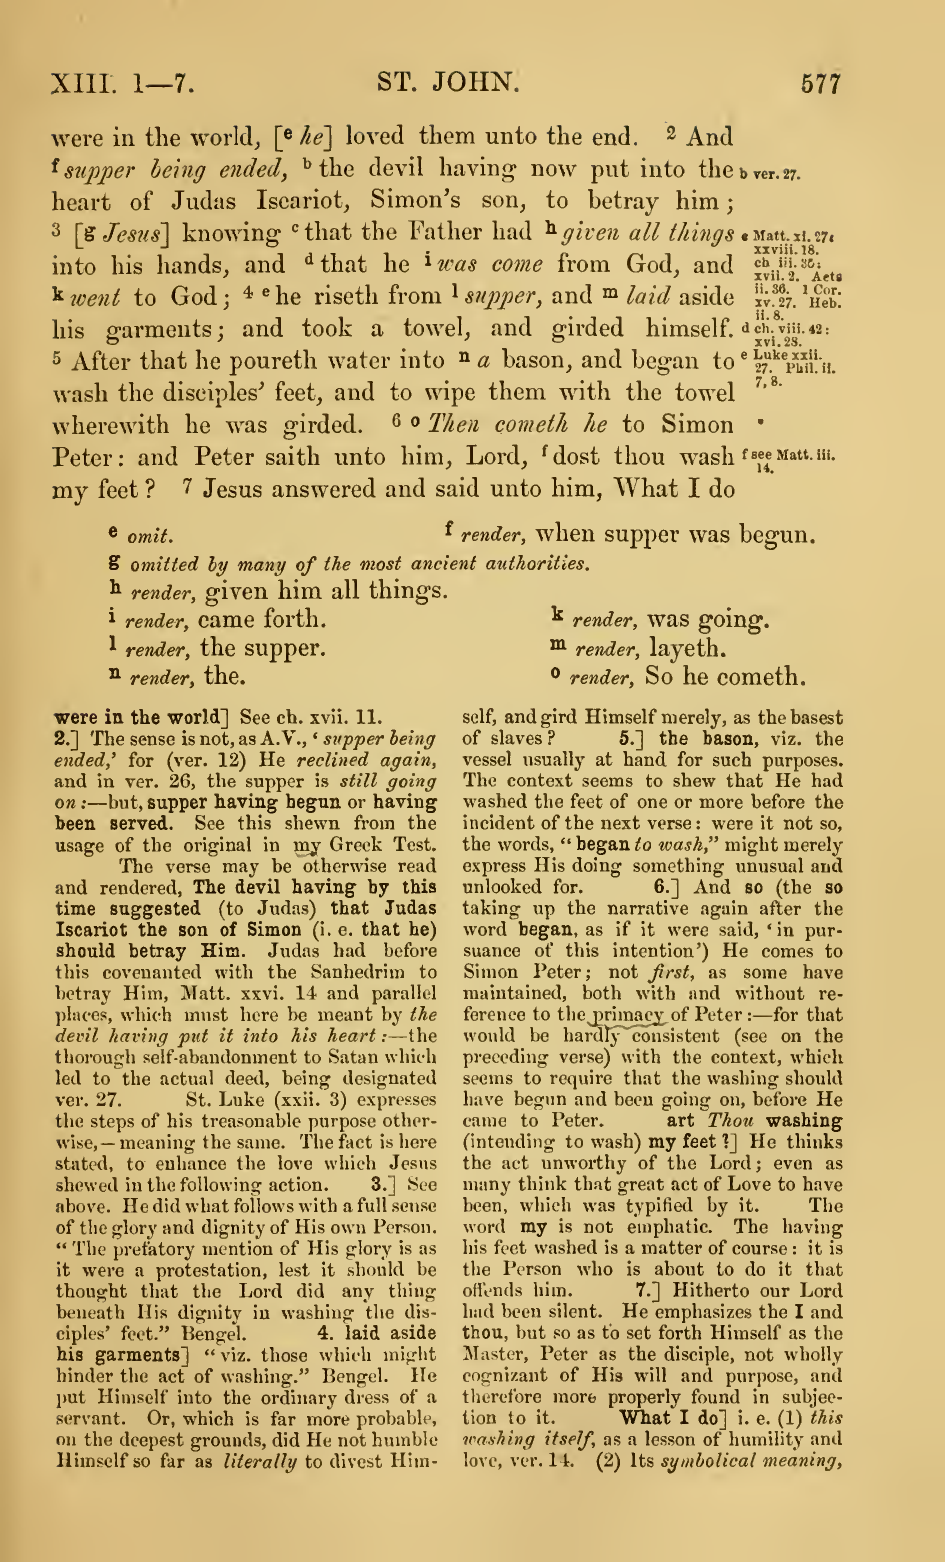 XIII. 1—7. ST. JOHN. 577
were in the world, [e he] loved them unto the end. 2 And
f supper being ended, b the devil having now put into the
heart of Judas Iscariot, Simon's son, to betray him;
3 [g Jesus] knowing c that the Father had h given all things
into his hands, and d that he i was come from God, and
k went to God; 4 e he riseth from l supper, and m laid aside
his garments; and took a towel, and girded himself.
5 After that he poureth water into n a bason, and began to
wash the disciples' feet, and to wipe them with the towel
wherewith he was girded. 6 o Then cometh he to Simon
Peter: and Peter saith unto him, Lord, f dost thou wash
my feet? 7 Jesus answered and said unto him, What I do
b ver. 27.
Matt. xi. 27:
xxviii. 18.
ch iii. 35:
xvii. 2. Acts
ii. 36. 1 Cor.
xv. 27. Heb.
ii. 8.
d ch. viii. 42:
xvi. 28.
e Luke xxii.
27. Phil. ii.
7, 8.
f see Matt. iii.
14.
e omit. f render, when supper was begun.
g omitted by many of the most ancient authorities.
h render, given him all things.
i render, came forth. k render, was going.
l render, the supper. m render, layeth.
n render, the. o render, So he cometh.
were in the world] See ch. xvii. 11.
2.] The sense is not, as A.V., 'supper being
ended,' for (ver. 12) He reclined again,
and in ver. 26, the supper is still going
on:—but, supper having begun or having
been served. See this shewn from the
usage of the original in my Greek Test.
The verse may be otherwise read
and rendered, The devil having by this
time suggested (to Judas) that Judas
Iscariot the son of Simon (i. e. that he)
should betray Him. Judas had before
this covenanted with the Sanhedrim to
betray Him, Matt. xxvi. 14 and parallel
places, which must here be meant by the
devil having put it into his heart:—the
thorough self-abandonment to Satan which
led to the actual deed, being designated
ver. 27. St. Luke (xxii. 3) expresses
the steps of his treasonable purpose other-
wise,—meaning the same. The fact is here
stated, to enhance the love which Jesus
shewed in the following action. 3.] See
above. He did what follows with a full sense
of the glory and dignity of His own Person.
"The prefatory mention of His glory is as
it were a protestation, lest it should be
thought that the Lord did any thing
beneath His dignity in washing the dis-
ciples' feet." Bengel. 4. laid aside
his garments] "viz. those which might
hinder the act of washing." Bengel. He
put Himself into the ordinary dress of a
servant. Or, which is far more probable,
on the deepest grounds, did He not humble
Himself so far as literally to divest Him-
self, and gird Himself merely, as the basest
of slaves? 5.] the bason, viz. the
vessel usually at hand for such purposes.
The context seems to shew that He had
washed the feet of one or more before the
incident of the next verse: were it not so,
the words, "began to wash," might merely
express His doing something unusual and
unlooked for. 6.] And so (the so
taking up the narrative again after the
word began, as if it were said, 'in pur-
suance of this intention') He comes to
Simon Peter; not first, as some have
maintained, both with and without re-
ference to the primacy of Peter:—for that
would be hardly consistent (see on the
preceding verse) with the context, which
seems to require that the washing should
have begun and been going on, before He
came to Peter. art Thou washing
(intending to wash) my feet?] He thinks
the act unworthy of the Lord; even as
many think that great act of Love to have
been, which was typified by it. The
word my is not emphatic. The having
his feet washed is a matter of course: it is
the Person who is about to do it that
offends him. 7.] Hitherto our Lord
had been silent. He emphasizes the I and
thou, but so as to set forth Himself as the
Master, Peter as the disciple, not wholly
cognizant of His will and purpose, and
therefore more properly found in subjec-
tion to it. What I do] i. e. (1) this
washing itself, as a lesson of humility and
love, ver. 14. (2) Its symbolical meaning,